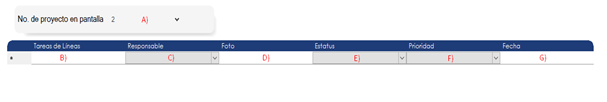 No. de proyecto en pantalla 2 A)
Tareas de Líneas Responsable Foto Estatus Prioridad Fecha
* B) C) D) E) F) G)